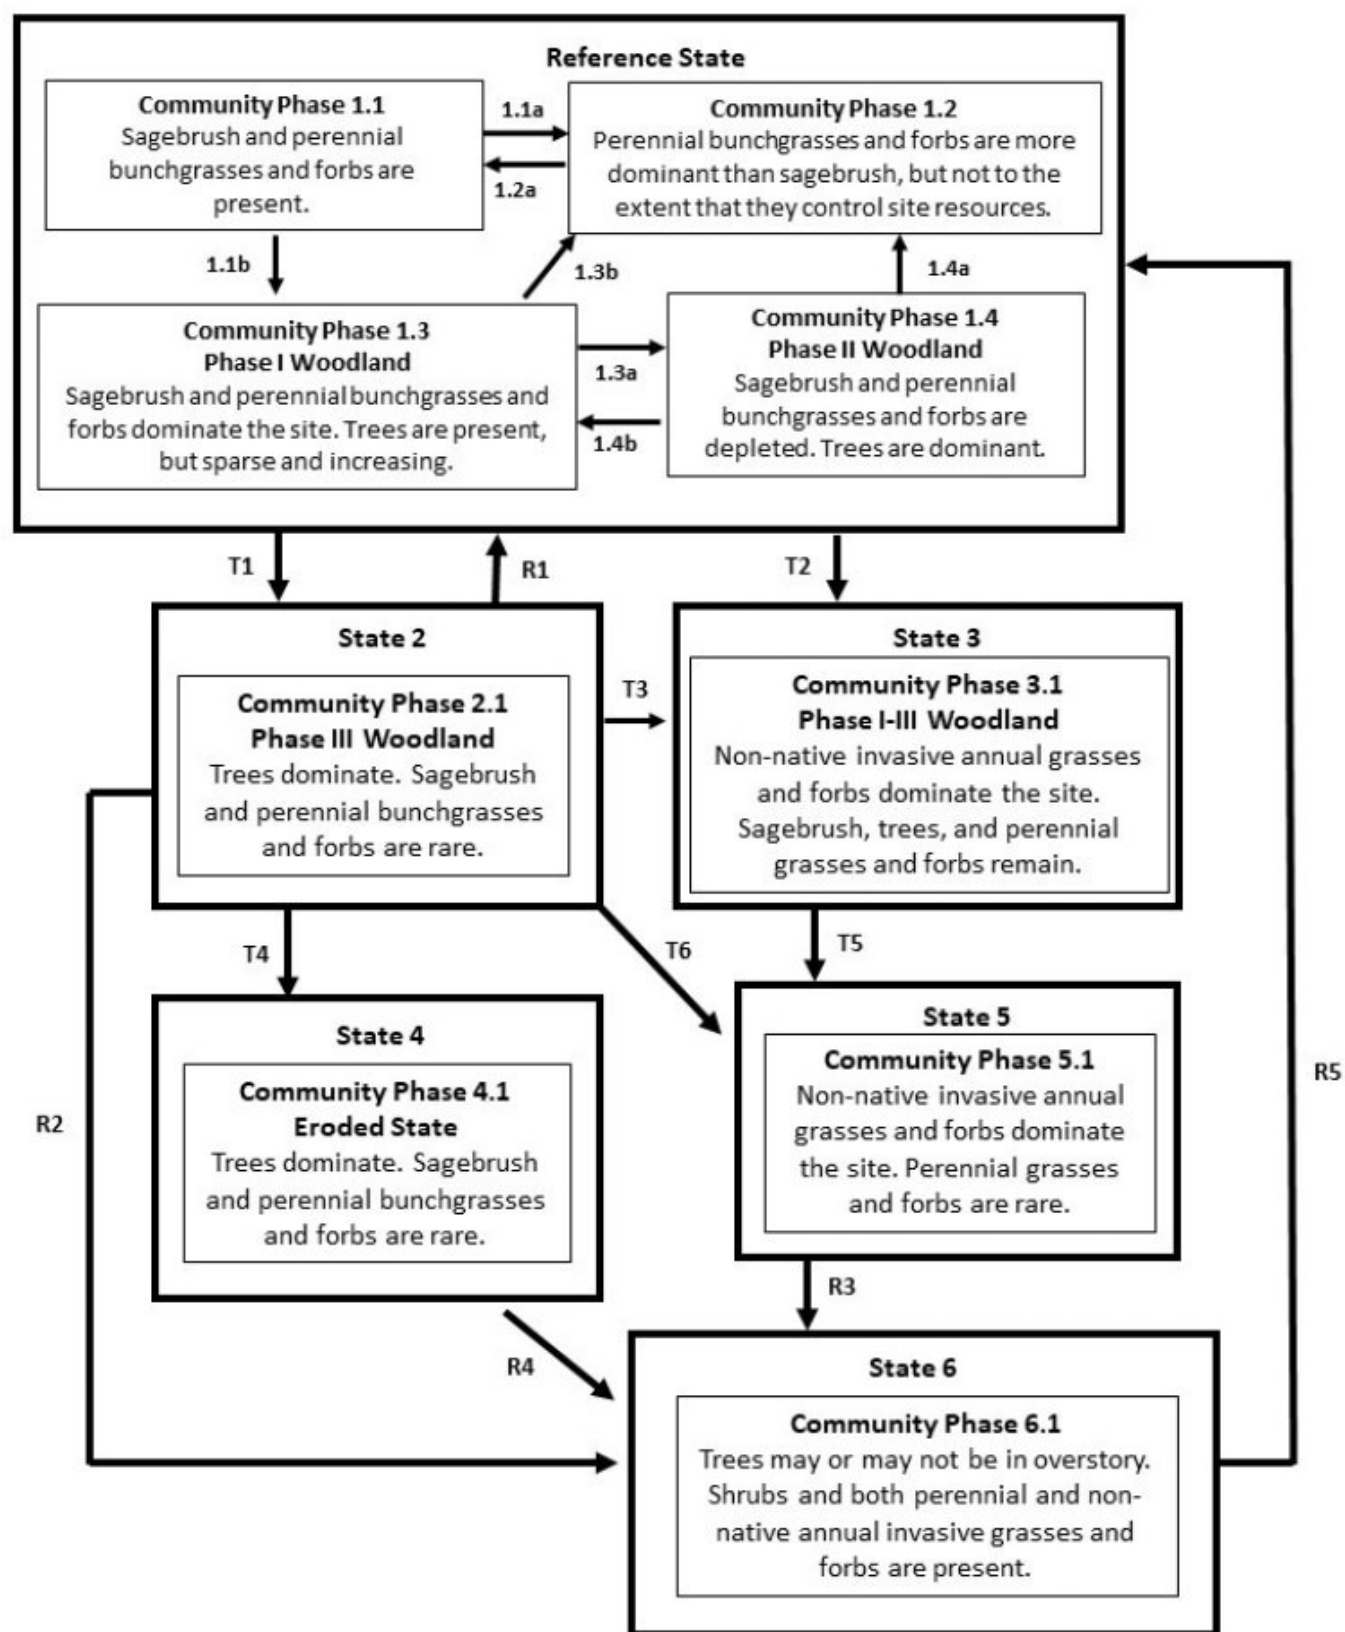 Reference State
Community Phase 1.1
Sagebrush and perennial
bunchgrasses and forbs are
present.
1.1a
1.2a
Community Phase 1.2
Perennial bunchgrasses and forbs are more
dominant than sagebrush, but not to the
extent that they control site resources.
1.1b
1.3b
1.4a
Community Phase 1.3
Phase I Woodland
Sagebrush and perennial bunchgrasses and
forbs dominate the site. Trees are present,
but sparse and increasing.
1.3a
1.4b
Community Phase 1.4
Phase II Woodland
Sagebrush and perennial
bunchgrasses and forbs are
depleted. Trees are dominant.
T1
R1
T2
State 2
Community Phase 2.1
Phase III Woodland
Trees dominate. Sagebrush
and perennial bunchgrasses
and forbs are rare.
T3
State 3
Community Phase 3.1
Phase I-III Woodland
Non-native invasive annual grasses
and forbs dominate the site.
Sagebrush, trees, and perennial
grasses and forbs remain.
T4
T6
T5
State 4
Community Phase 4.1
Eroded State
Trees dominate. Sagebrush
and perennial bunchgrasses
and forbs are rare.
State 5
Community Phase 5.1
Non-native invasive annual
grasses and forbs dominate
the site. Perennial grasses
and forbs are rare.
R2
R5
R3
R4
State 6
Community Phase 6.1
Trees may or may not be in overstory.
Shrubs and both perennial and non-
native annual invasive grasses and
forbs are present.